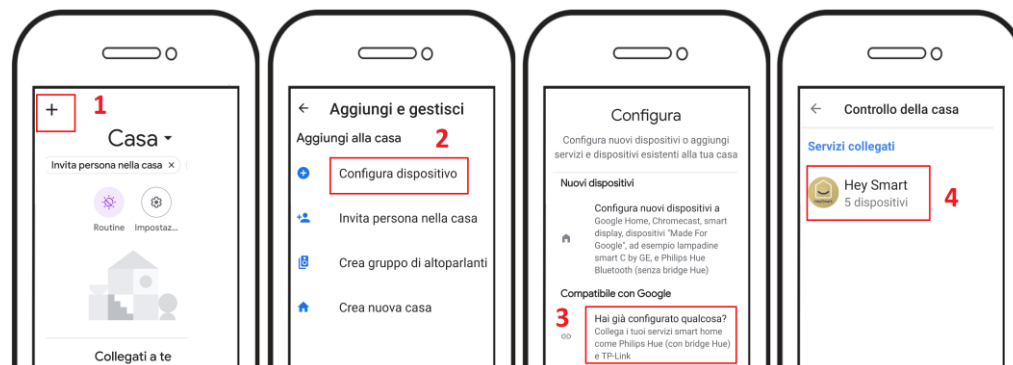 1
Casa
Invita persona nella casa ×
Routine Impostaz...
Collegati a te
Aggiungi e gestisci
Aggiungi alla casa
2
Configura dispositivo
Invita persona nella casa
Crea gruppo di altoparlanti
Crea nuova casa
Configura
Configura nuovi dispositivi o aggiungi
servizi e dispositivi esistenti alla tua casa
Nuovi dispositivi
Configura nuovi dispositivi a
Google Home, Chromecast, smart
display, dispositivi "Made For
Google", ad esempio lampadine
smart C by GE, e Philips Hue
Bluetooth (senza bridge Hue)
Compatibile con Google
3
Hai già configurato qualcosa?
Collega i tuoi servizi smart home
come Philips Hue (con bridge Hue)
e TP-Link
Controllo della casa
Servizi collegati
Hey Smart
5 dispositivi
4